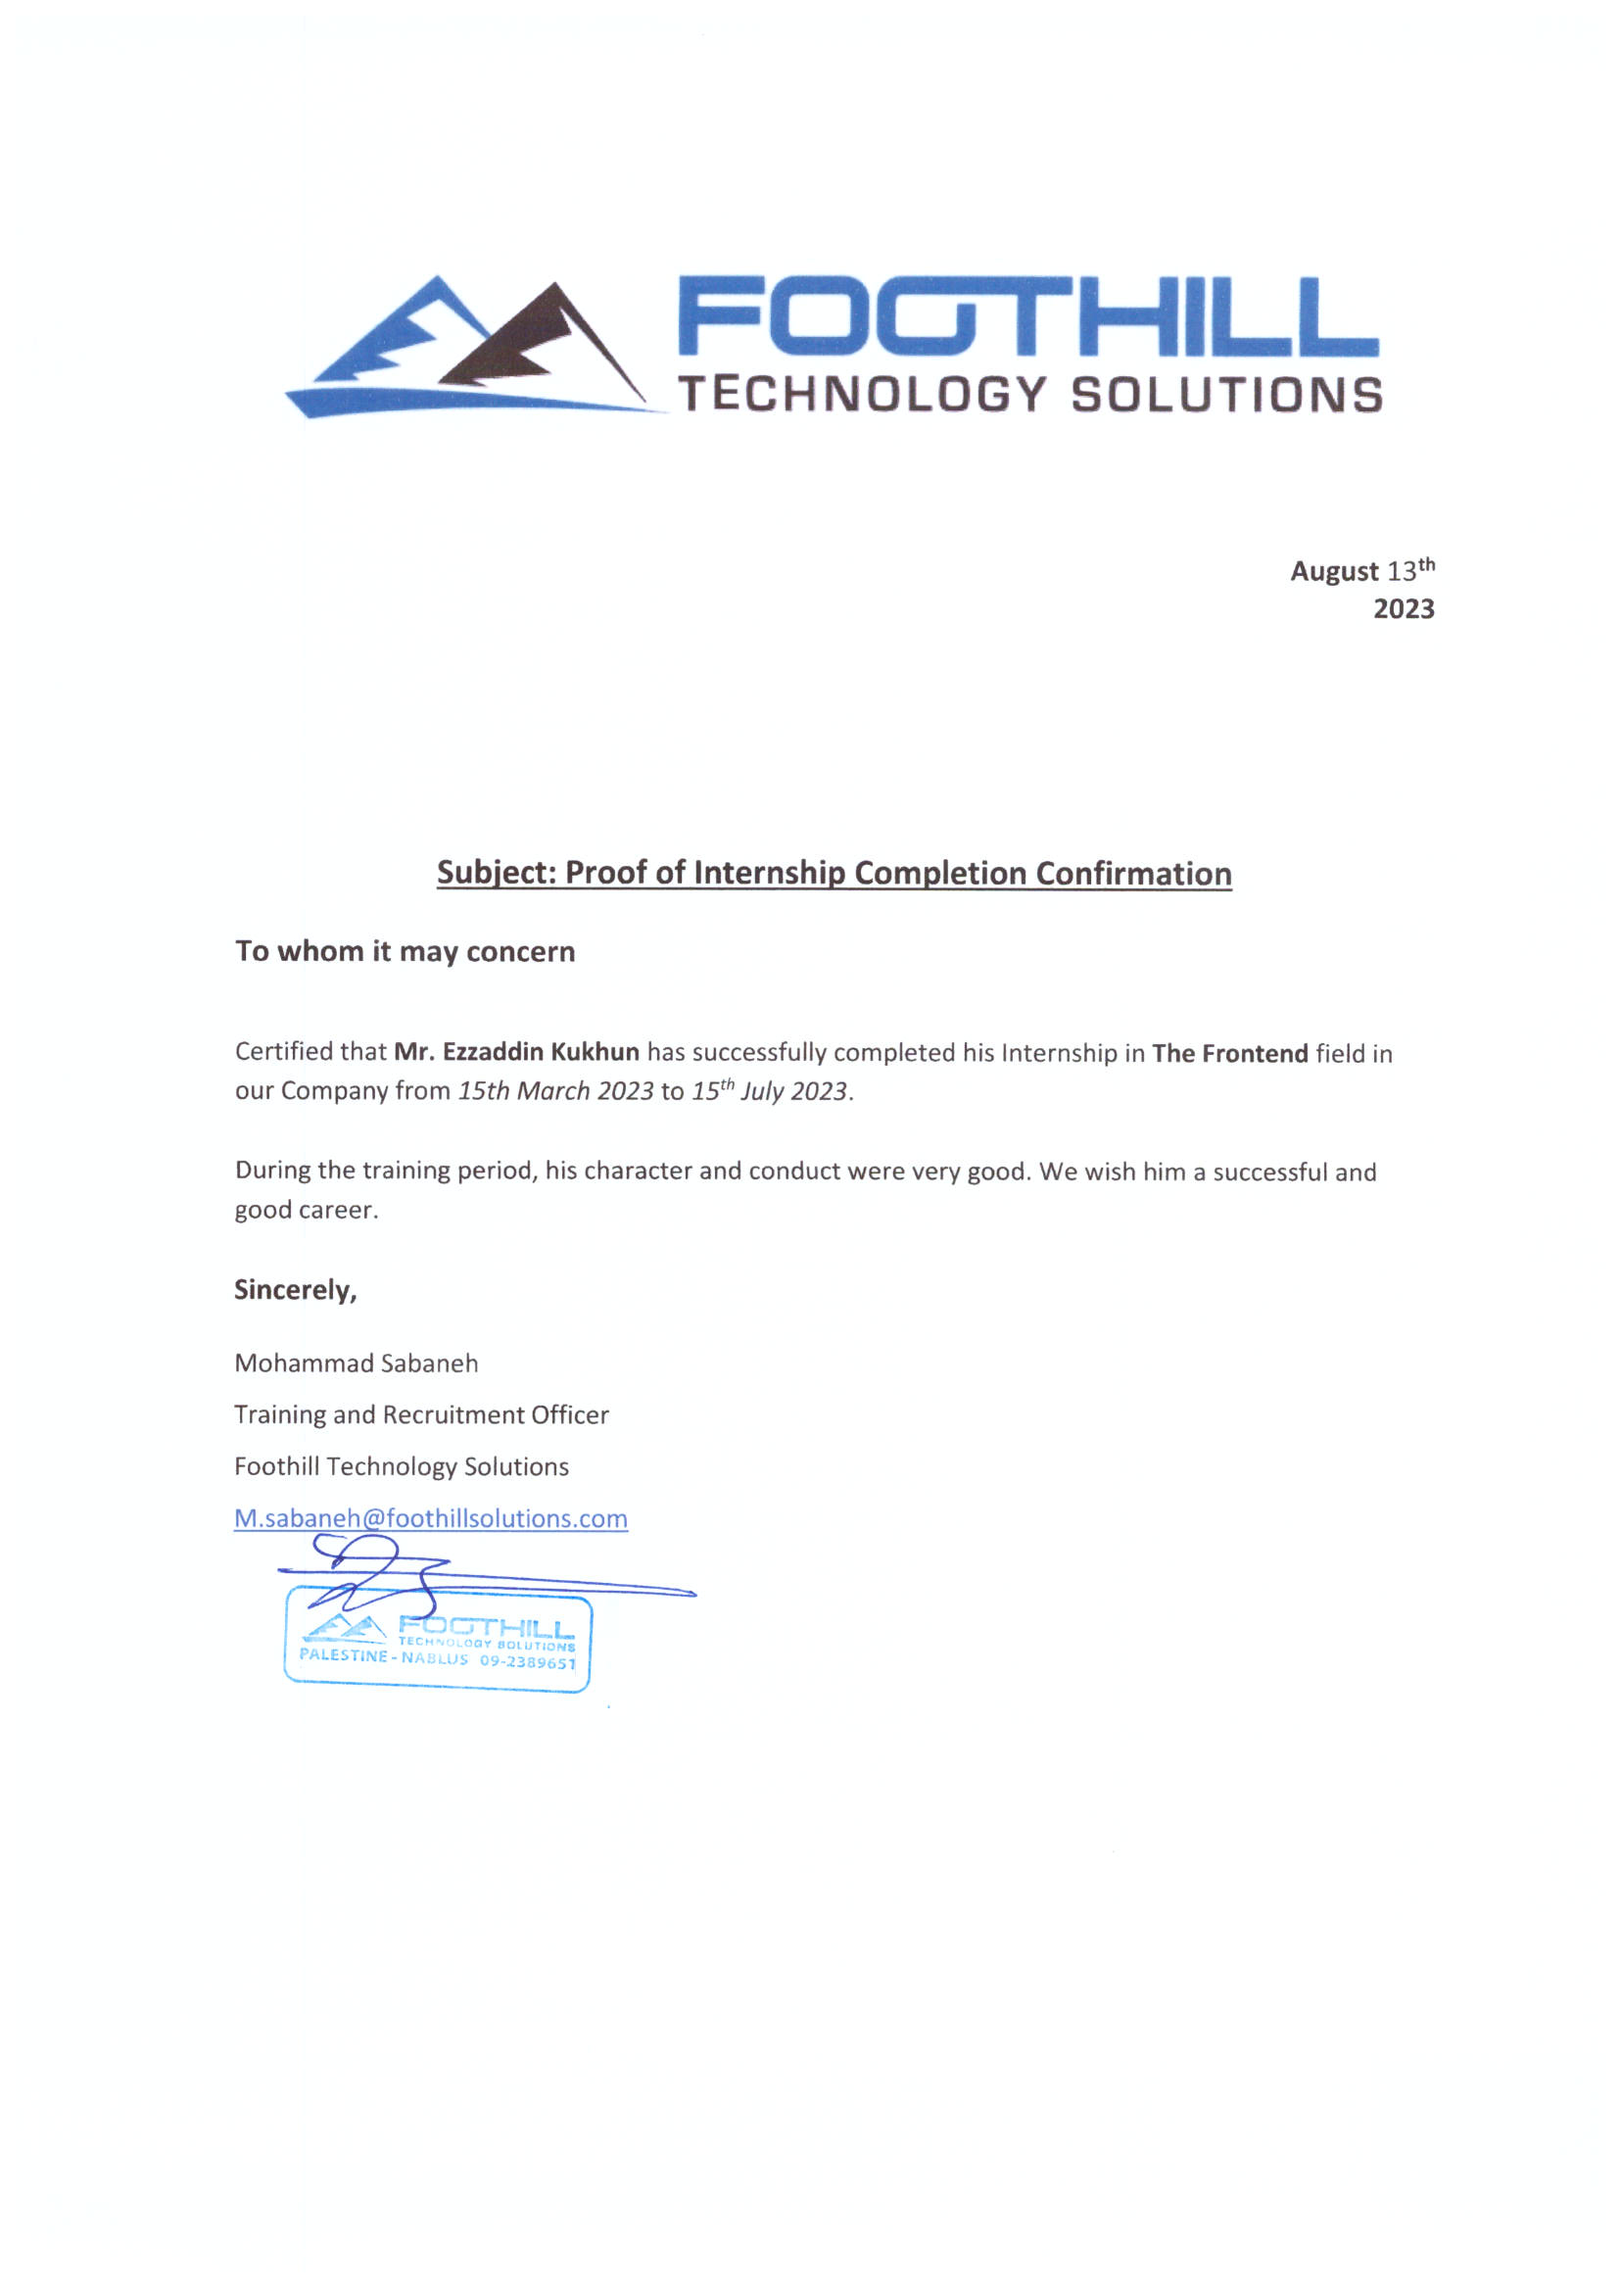 FOOTHILL
TECHNOLOGY SOLUTIONS
August 13th
2023
Subject: Proof of Internship Completion Confirmation
To whom it may concern
Certified that Mr. Ezzaddin Kukhun has successfully completed his Internship in The Frontend field in
our Company from 15th March 2023 to 15th July 2023.
During the training period, his character and conduct were very good. We wish him a successful and
good career.
Sincerely,
Mohammad Sabaneh
Training and Recruitment Officer
Foothill Technology Solutions
M.sabaneh@foothillsolutions.com
FOOTHILL
TECHNOLOGY SOLUTIONS
PALESTINE - NABLUS 09-2389651